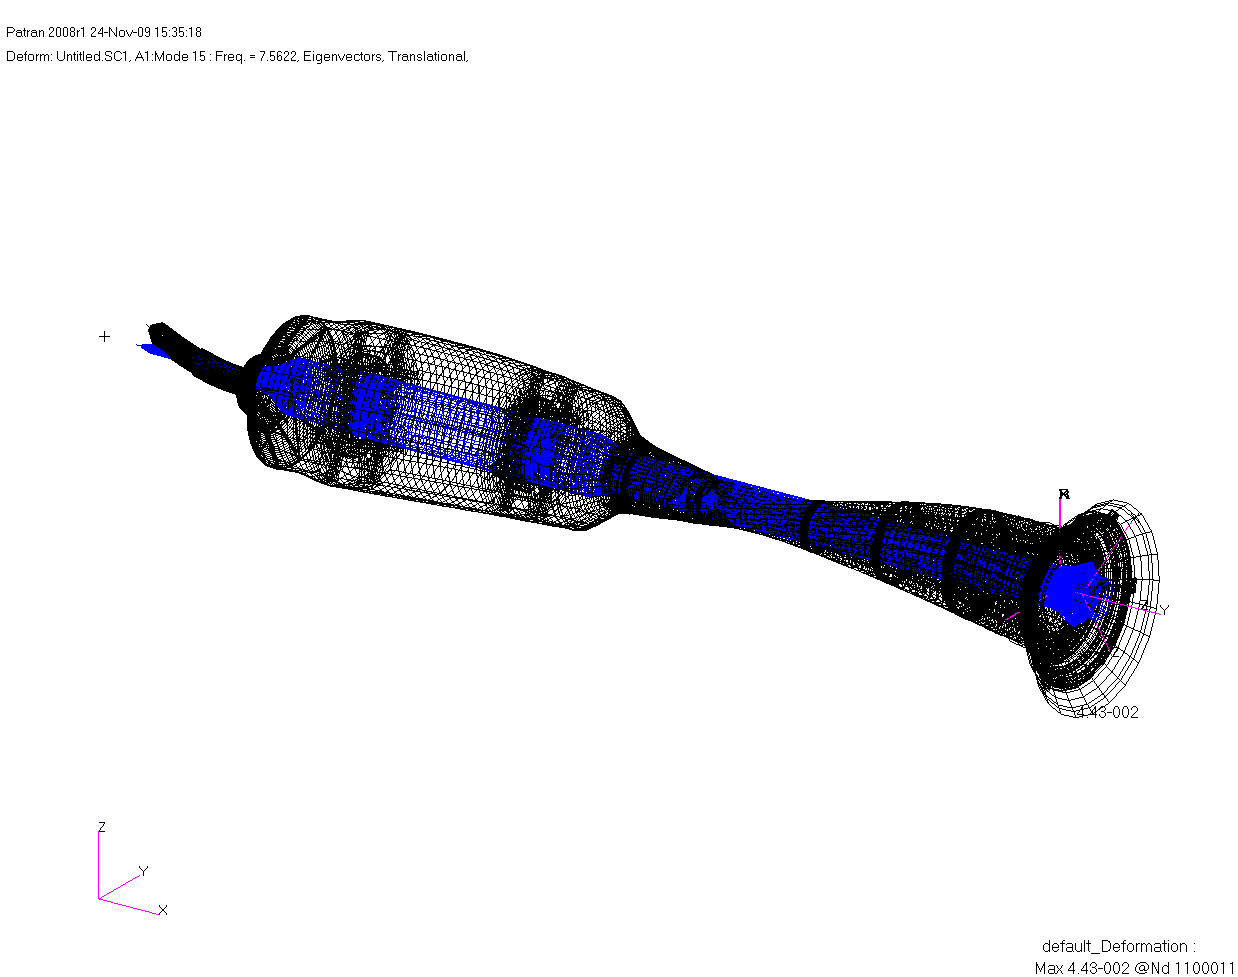 Patran 2008r1 24-Nov-09 15:35:18
Deform: Untitled.SC1, A1:Mode 15 : Freq. = 7.5622, Eigenvectors, Translational,
R
Y
Z
4.43-002
Z
Y
X
default_Deformation :
Max 4.43-002 @Nd 1100011